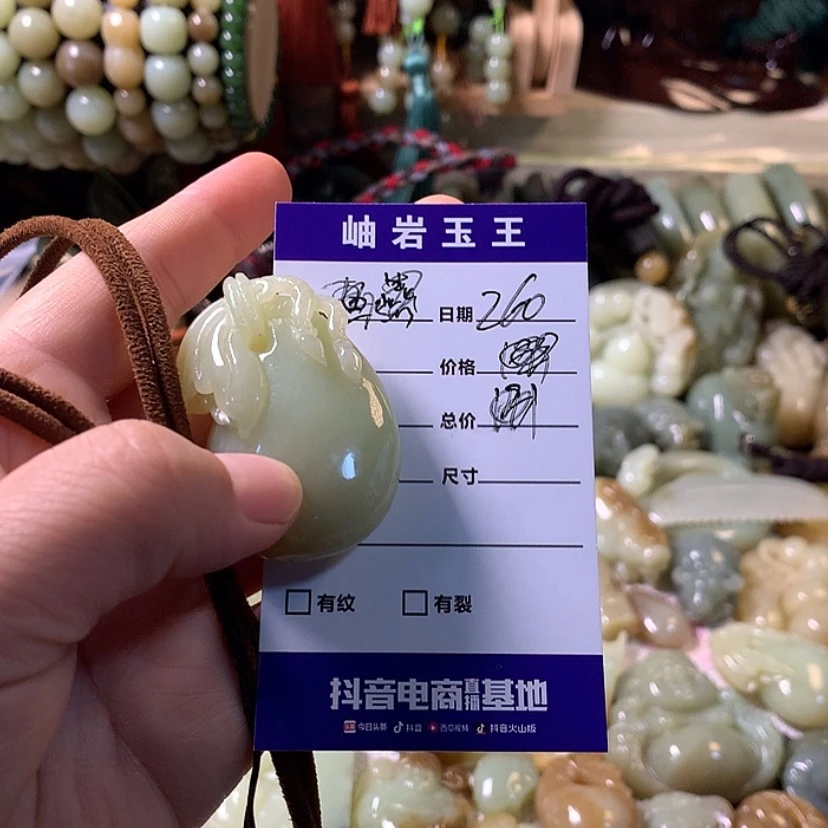 岫岩玉王
日期 260
价格
总价
尺寸
有纹 有裂
抖音电商直播基地
今日头条 抖音 西瓜视频 抖音火山版